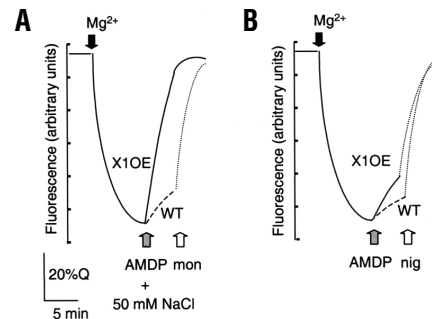 A
Mg²⁺
Fluorescence (arbitrary units)
X1OE
WT
AMDP mon
+
50 mM NaCl
20%Q
5 min
B
Mg²⁺
Fluorescence (arbitrary units)
X1OE
WT
AMDP nig